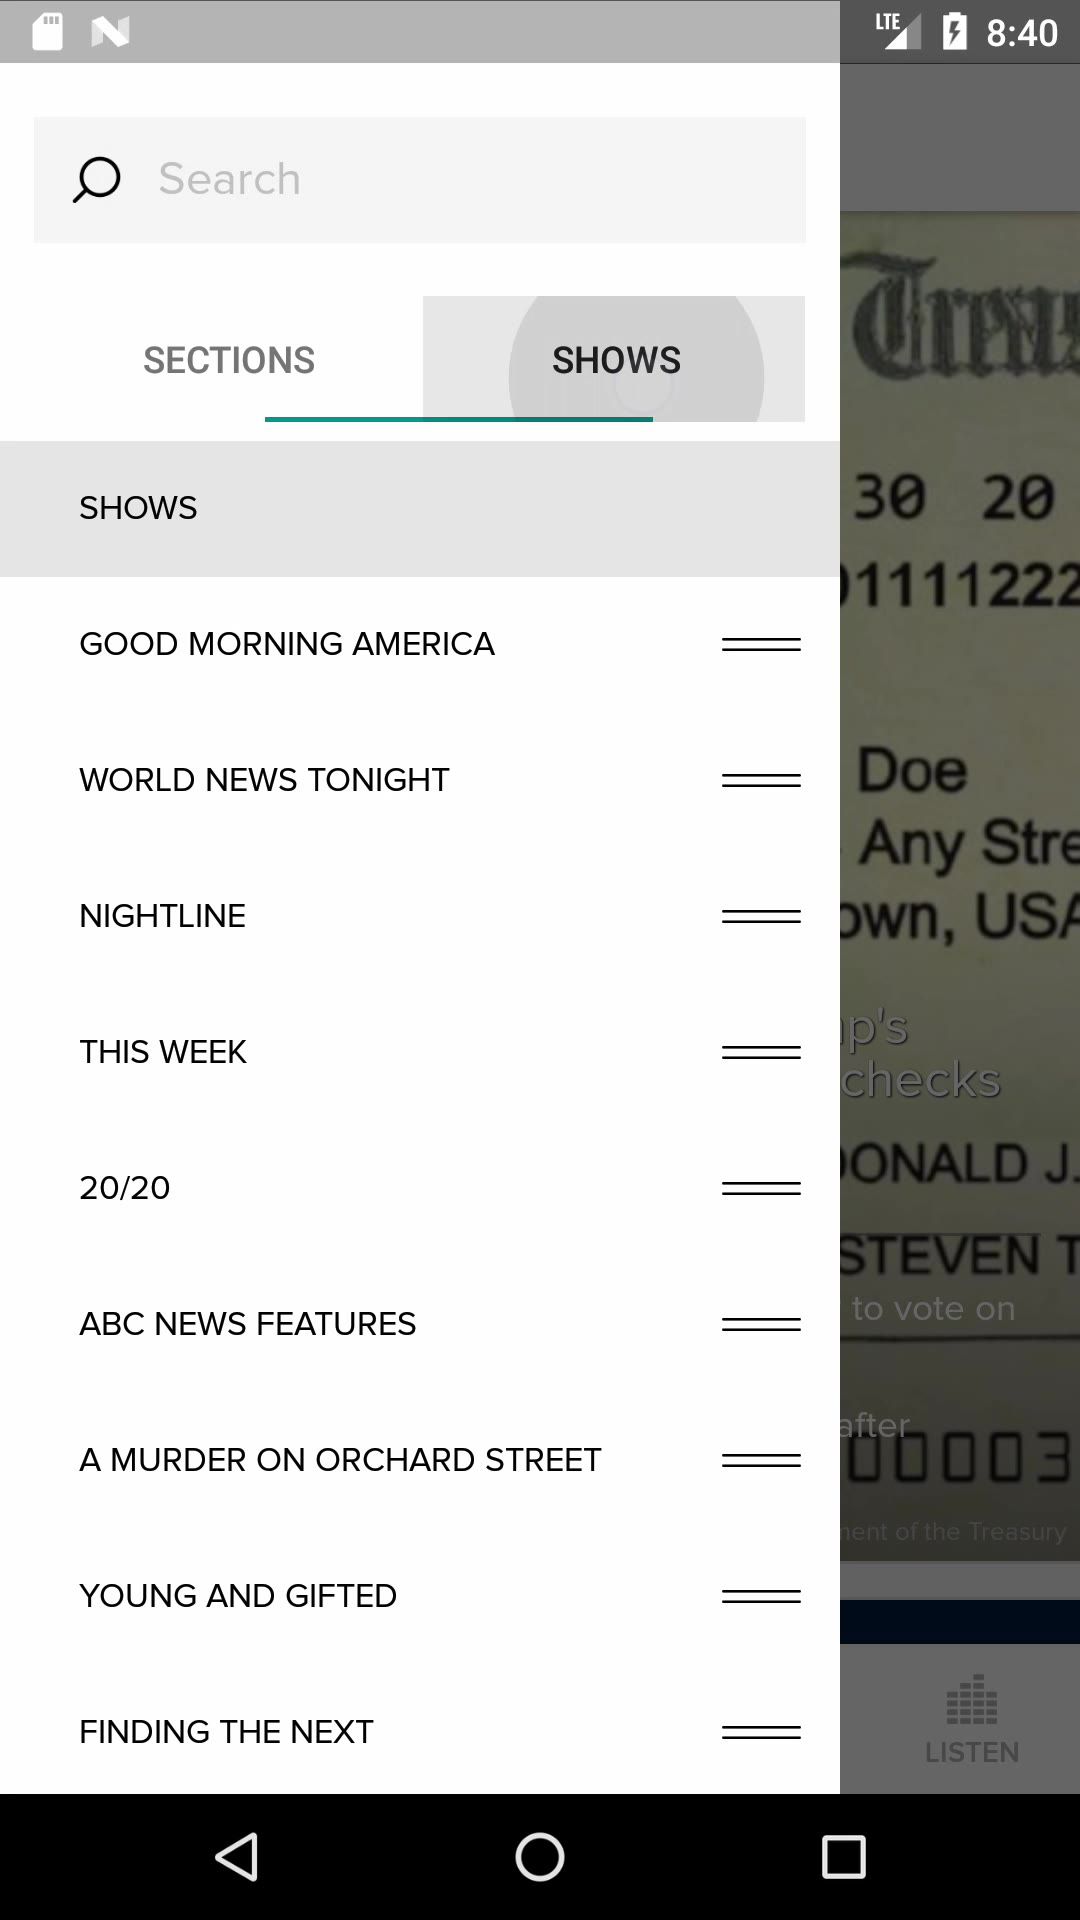 LTE 8:40
Search
SECTIONS SHOWS
SHOWS
GOOD MORNING AMERICA
WORLD NEWS TONIGHT
NIGHTLINE
THIS WEEK
20/20
ABC NEWS FEATURES
A MURDER ON ORCHARD STREET
YOUNG AND GIFTED
FINDING THE NEXT
30 20
1111222
Doe
Any Stre
own, USA
p's
checks
ONALD J.
STEVEN T
to vote on
after
00003
ment of the Treasury
LISTEN